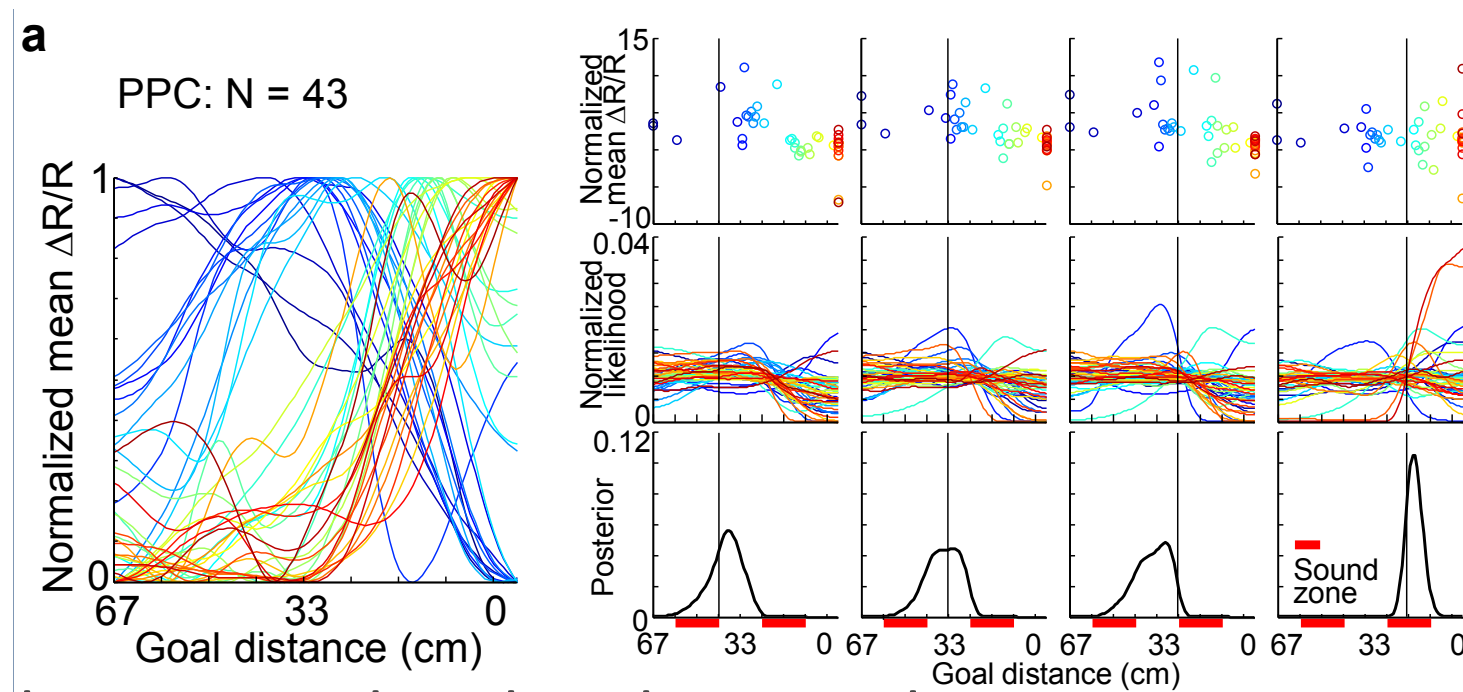 a
PPC: N = 43
Normalized mean ΔR/R
1
0
67 33 0
Goal distance (cm)
Normalized
mean ΔR/R
15
-10
Normalized
likelihood
0.04
0
Posterior
0.12
0
Sound
zone
67 33 0 67 33 0 67 33 0 67 33 0
Goal distance (cm)